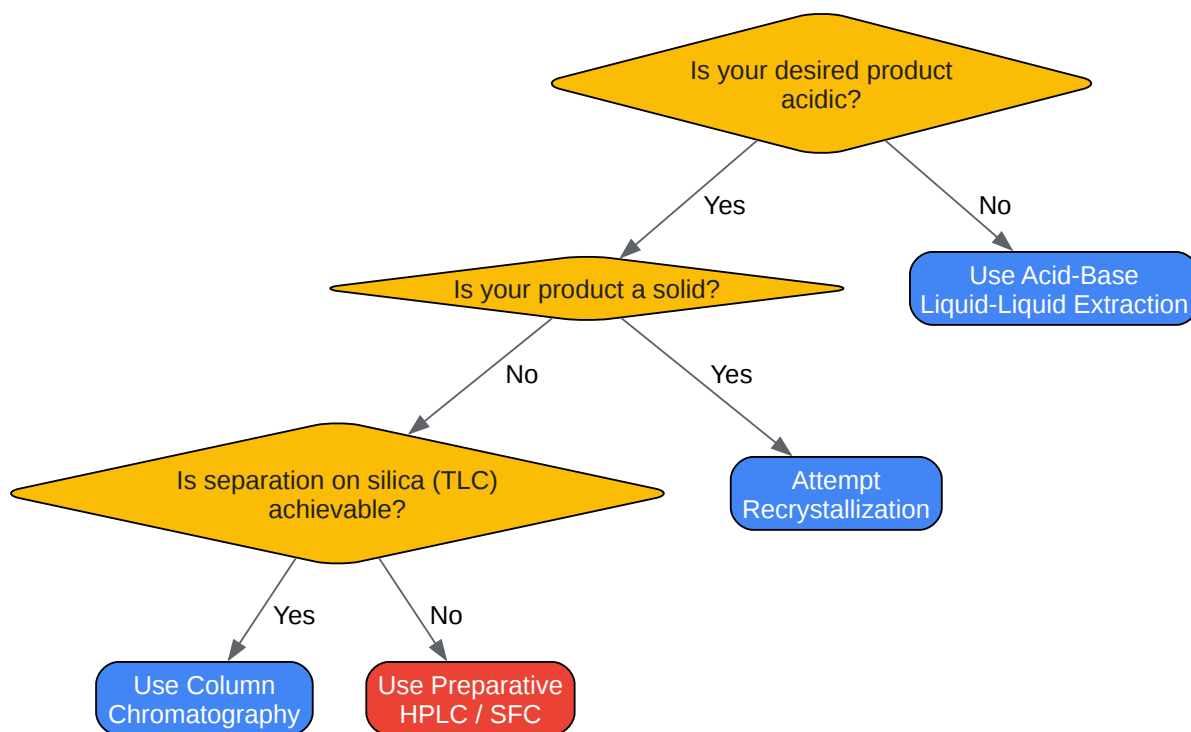 Is your desired product
acidic?
Yes
No
Is your product a solid?
Use Acid-Base
Liquid-Liquid Extraction
No
Yes
Is separation on silica (TLC)
achievable?
Attempt
Recrystallization
Yes
No
Use Column
Chromatography
Use Preparative
HPLC / SFC